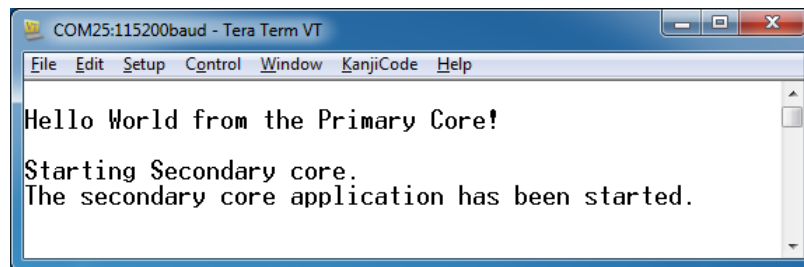 COM25:115200baud - Tera Term VT
File Edit Setup Control Window KanjiCode Help
Hello World from the Primary Core!
Starting Secondary core.
The secondary core application has been started.